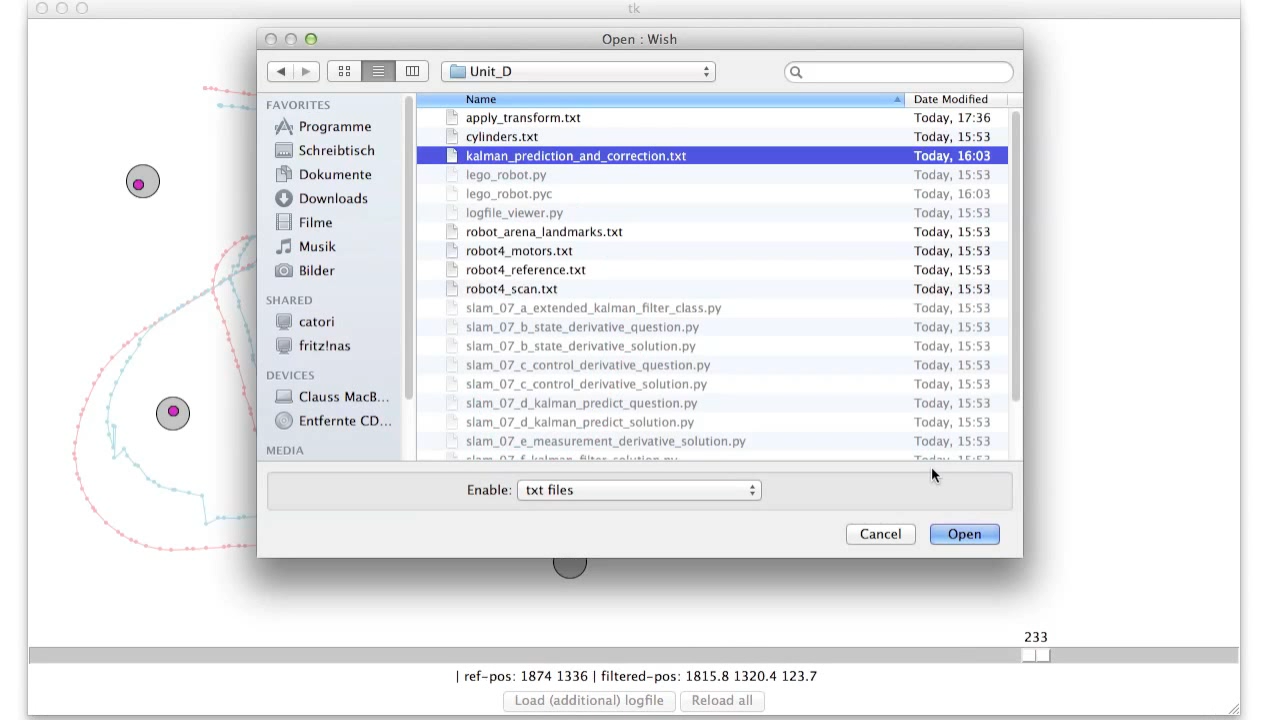 tk
Open : Wish
Unit_D
FAVORITES
Programme
Schreibtisch
Dokumente
Downloads
Filme
Musik
Bilder
SHARED
catori
fritz!nas
DEVICES
Clauss MacB...
Entfernte CD...
MEDIA
Name Date Modified
apply_transform.txt Today, 17:36
cylinders.txt Today, 15:53
kalman_prediction_and_correction.txt Today, 16:03
lego_robot.py Today, 15:53
lego_robot.pyc Today, 16:03
logfile_viewer.py Today, 15:53
robot_arena_landmarks.txt Today, 15:53
robot4_motors.txt Today, 15:53
robot4_reference.txt Today, 15:53
robot4_scan.txt Today, 15:53
slam_07_a_extended_kalman_filter_class.py Today, 15:53
slam_07_b_state_derivative_question.py Today, 15:53
slam_07_b_state_derivative_solution.py Today, 15:53
slam_07_c_control_derivative_question.py Today, 15:53
slam_07_c_control_derivative_solution.py Today, 15:53
slam_07_d_kalman_predict_question.py Today, 15:53
slam_07_d_kalman_predict_solution.py Today, 15:53
slam_07_e_measurement_derivative_solution.py Today, 15:53
slam_07_f_kalman_filter_solution.py Today, 15:53
Enable: txt files
Cancel Open
233
| ref-pos: 1874 1336 | filtered-pos: 1815.8 1320.4 123.7
Load (additional) logfile Reload all